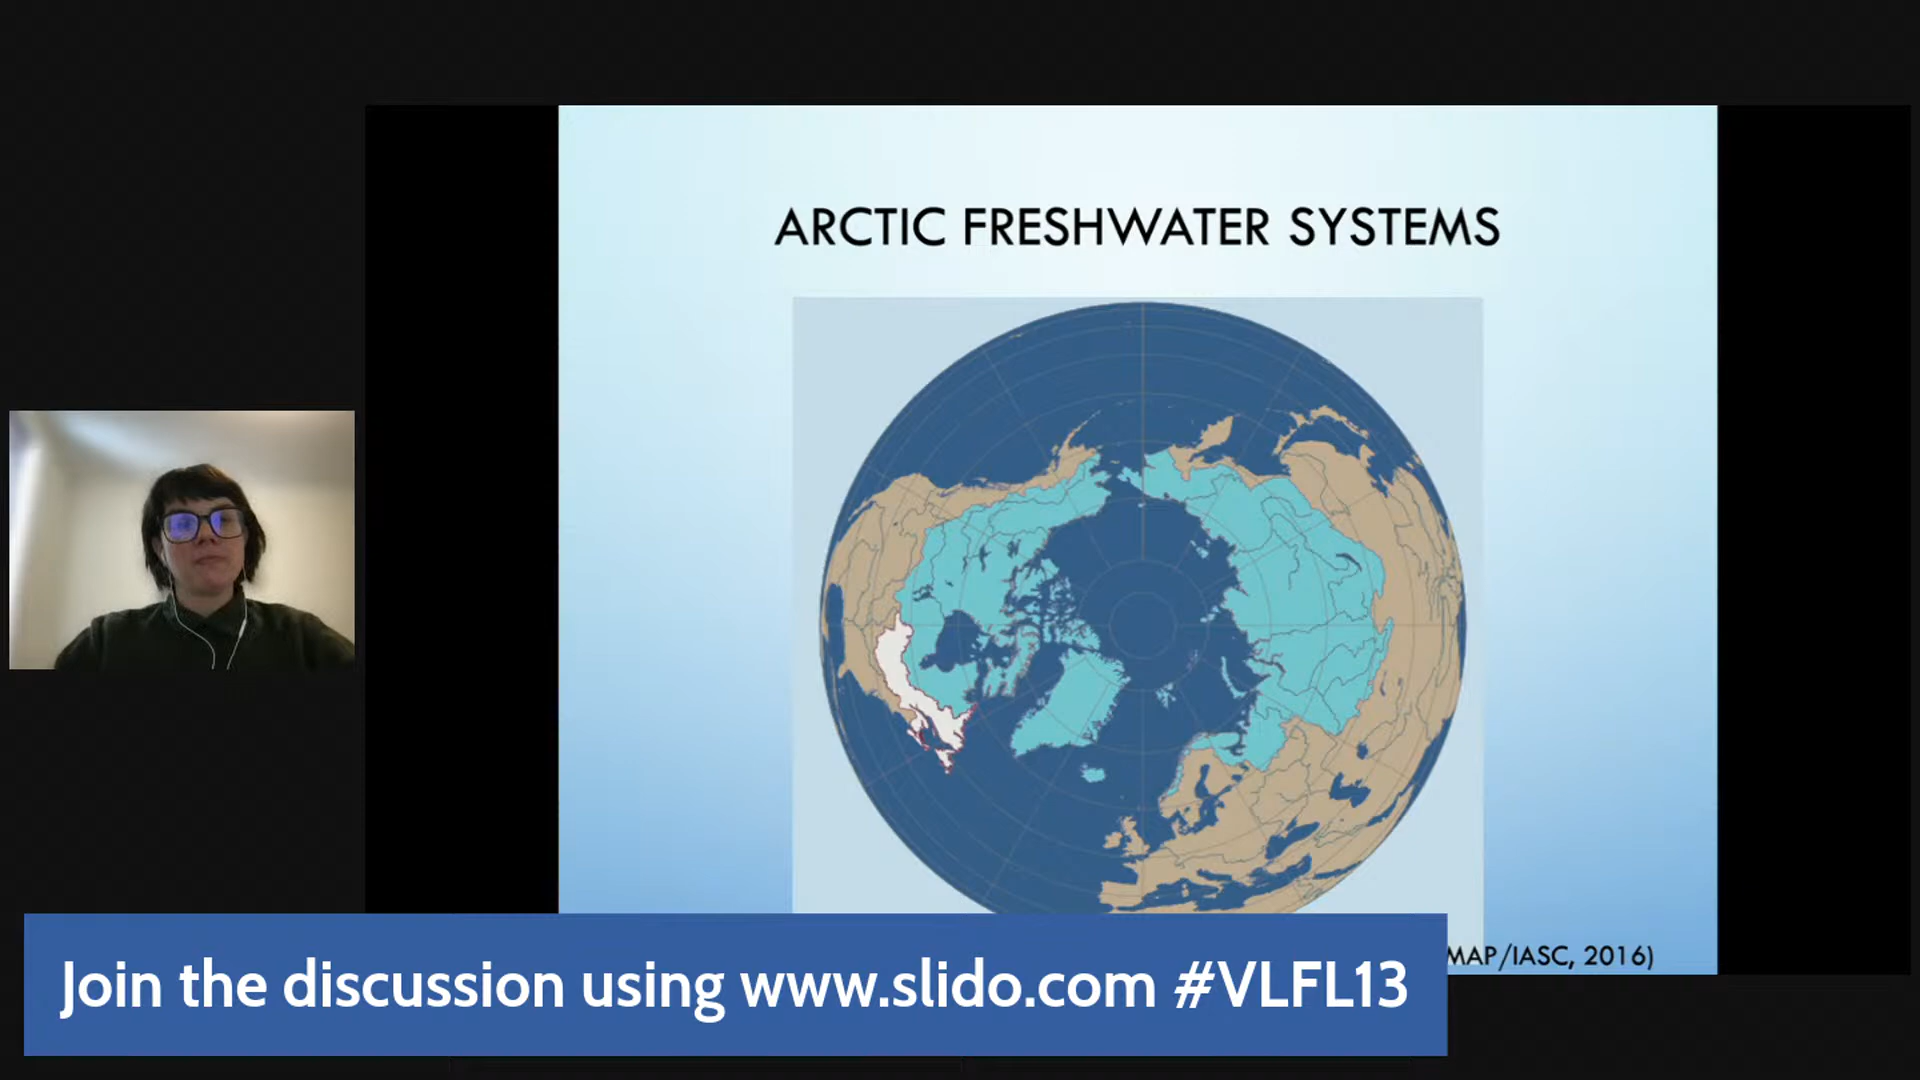 ARCTIC FRESHWATER SYSTEMS
MAP/IASC, 2016)
Join the discussion using www.slido.com #VLFL13